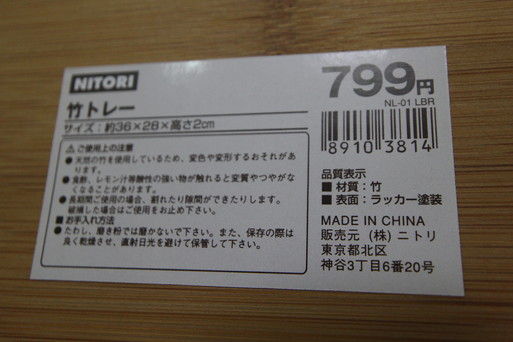 NITORI
竹トレー
サイズ：約36×28×高さ2cm
⚠ ご使用上の注意
● 天然の竹を使用しているため、変色や変形するおそれがあ
ります。
● 食酢、レモン汁等酸性の強い物が触れると変質やつやがな
くなることがあります。
● 長期間ご使用の場合、割れたり隙間ができたりします。
破損した場合はご使用をお止め下さい。
■ お手入れ方法
● たわし、磨き粉では磨かないで下さい。また、保存の際は
良く乾燥させ、直射日光を避けて保管して下さい。
799円
NL-01 LBR
8910 3814
品質表示
■ 材質：竹
■ 表面：ラッカー塗装
MADE IN CHINA
販売元 (株) ニトリ
東京都北区
神谷3丁目6番20号